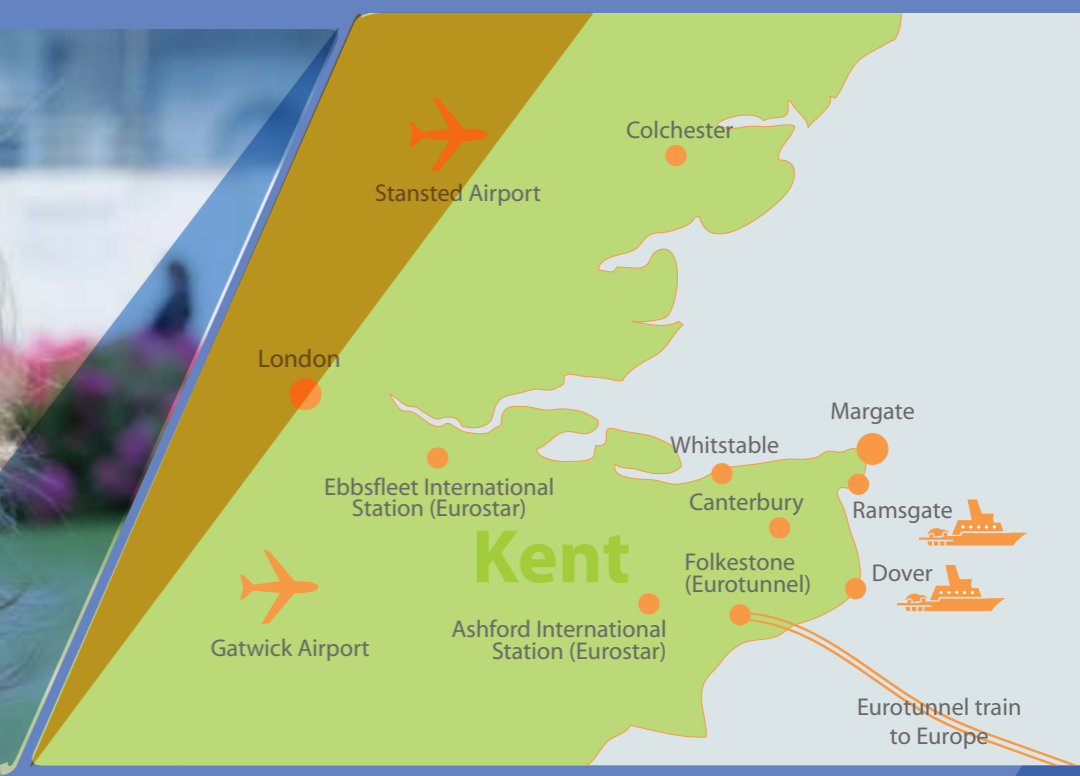 Colchester
Stansted Airport
London
Margate
Whitstable
Ebbsfleet International
Station (Eurostar)
Canterbury
Ramsgate
Kent
Folkestone
(Eurotunnel)
Dover
Ashford International
Station (Eurostar)
Gatwick Airport
Eurotunnel train
to Europe